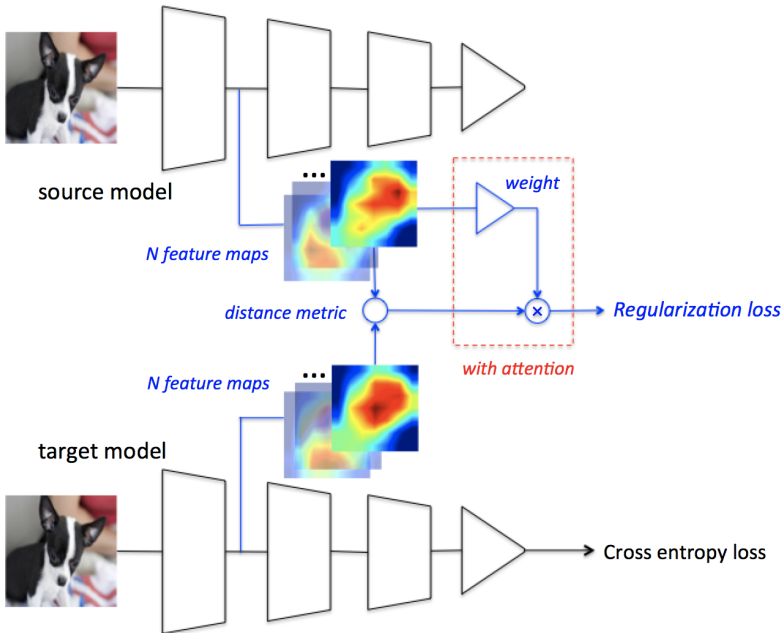 source model
...
weight
N feature maps
distance metric
×
Regularization loss
...
N feature maps
with attention
target model
Cross entropy loss